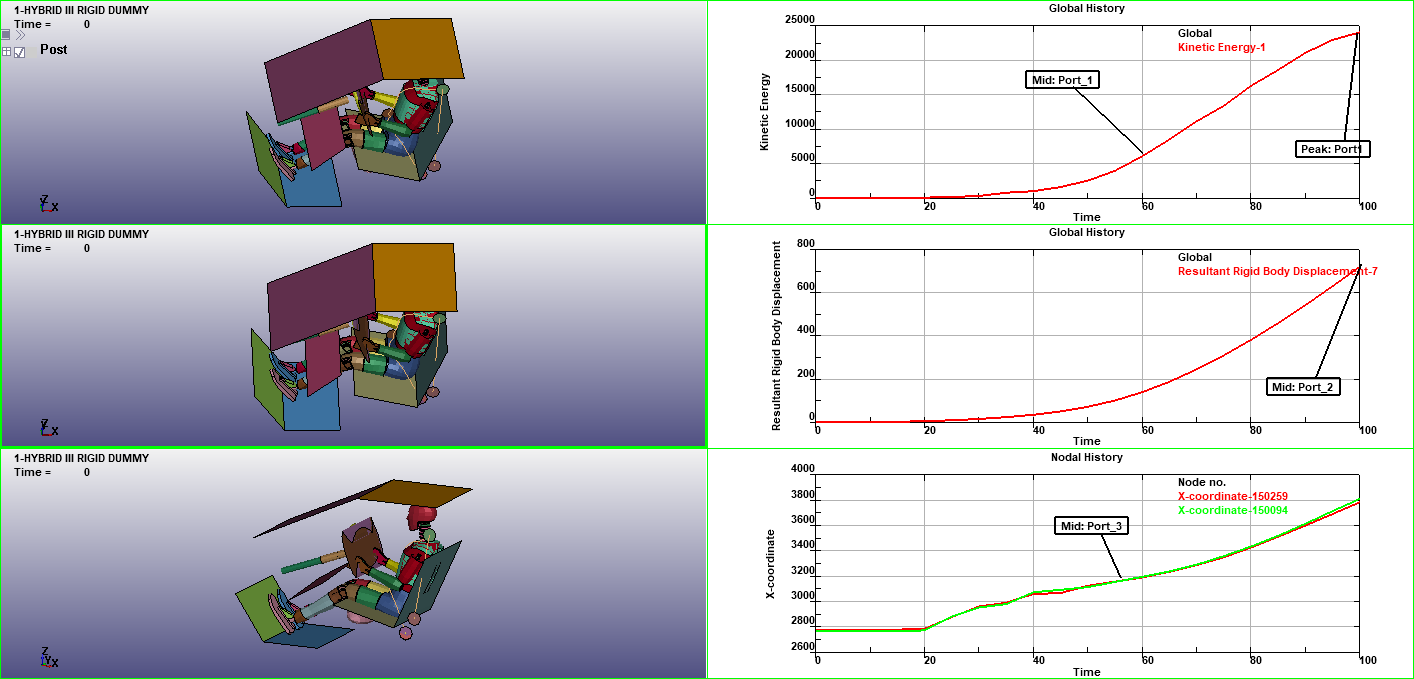 1-HYBRID III RIGID DUMMY
Time = 0
Post
Z
Y X
Global History
Kinetic Energy
25000
20000
15000
10000
5000
0
Global
Kinetic Energy-1
Mid: Port_1
Peak: Port1
0 20 40 60 80 100
Time
1-HYBRID III RIGID DUMMY
Time = 0
Z
Y X
Global History
Resultant Rigid Body Displacement
800
600
400
200
0
Global
Resultant Rigid Body Displacement-7
Mid: Port_2
0 20 40 60 80 100
Time
1-HYBRID III RIGID DUMMY
Time = 0
Z
Y X
Nodal History
X-coordinate
4000
3800
3600
3400
3200
3000
2800
2600
Node no.
X-coordinate-150259
X-coordinate-150094
Mid: Port_3
0 20 40 60 80 100
Time